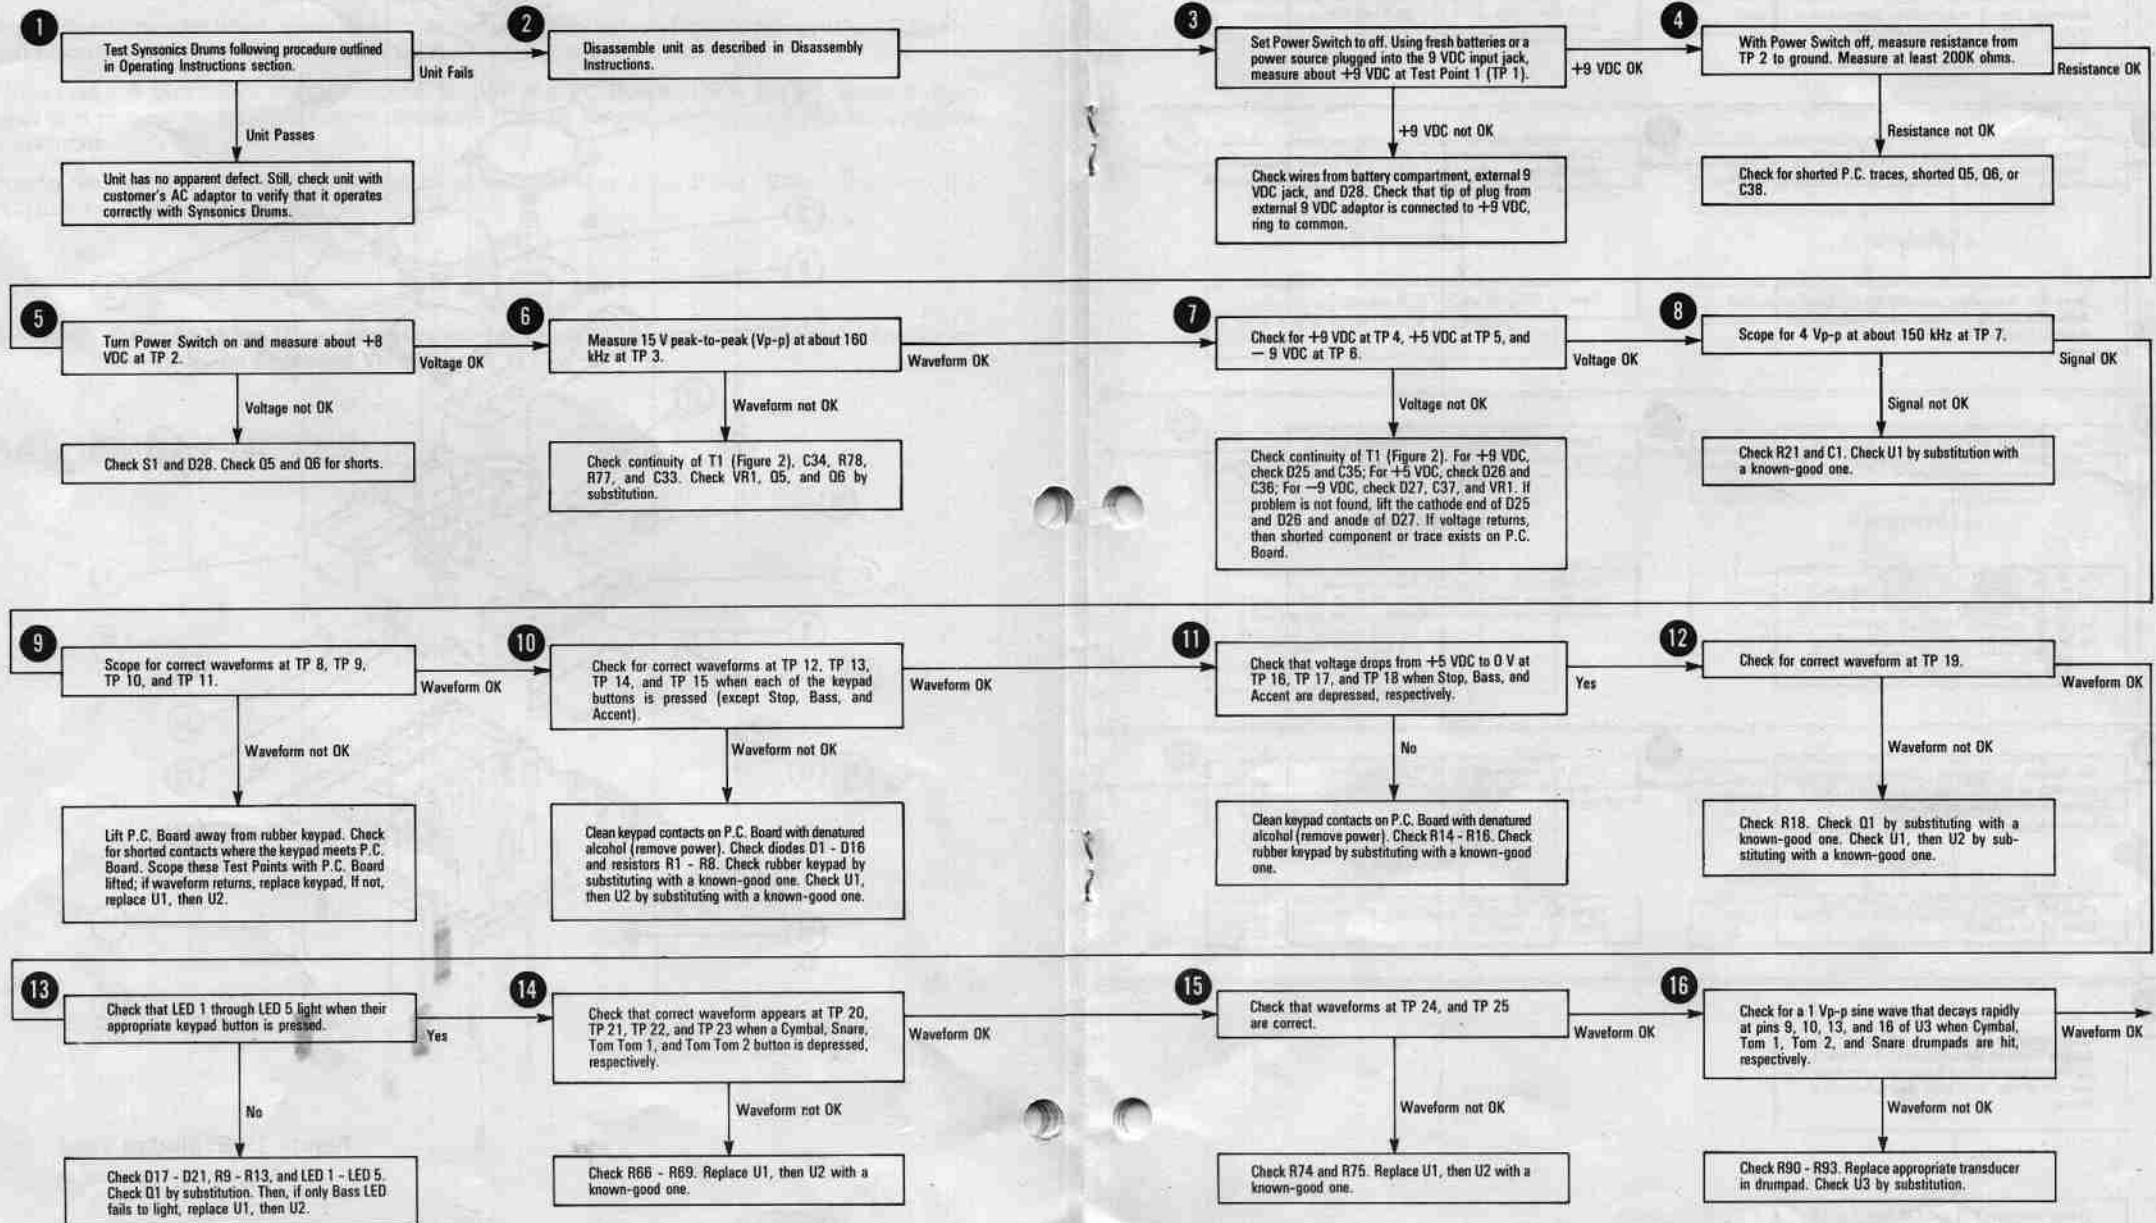 1
Test Synsonics Drums following procedure outlined
in Operating Instructions section.
Unit Fails
Unit Passes
Unit has no apparent defect. Still, check unit with
customer's AC adaptor to verify that it operates
correctly with Synsonics Drums.
2
Disassemble unit as described in Disassembly
Instructions.
3
Set Power Switch to off. Using fresh batteries or a
power source plugged into the 9 VDC input jack,
measure about +9 VDC at Test Point 1 (TP 1).
+9 VDC OK
+9 VDC not OK
Check wires from battery compartment, external 9
VDC jack, and D28. Check that tip of plug from
external 9 VDC adaptor is connected to +9 VDC,
ring to common.
4
With Power Switch off, measure resistance from
TP 2 to ground. Measure at least 200K ohms.
Resistance OK
Resistance not OK
Check for shorted P.C. traces, shorted Q5, Q6, or
C38.
5
Turn Power Switch on and measure about +8
VDC at TP 2.
Voltage OK
Voltage not OK
Check S1 and D28. Check Q5 and Q6 for shorts.
6
Measure 15 V peak-to-peak (Vp-p) at about 160
kHz at TP 3.
Waveform OK
Waveform not OK
Check continuity of T1 (Figure 2), C34, R78,
R77, and C33. Check VR1, Q5, and Q6 by
substitution.
7
Check for +9 VDC at TP 4, +5 VDC at TP 5, and
— 9 VDC at TP 6.
Voltage OK
Voltage not OK
Check continuity of T1 (Figure 2). For +9 VDC,
check D25 and C35; For +5 VDC, check D26 and
C36; For —9 VDC, check D27, C37, and VR1. If
problem is not found, lift the cathode end of D25
and D26 and anode of D27. If voltage returns,
then shorted component or trace exists on P.C.
Board.
8
Scope for 4 Vp-p at about 150 kHz at TP 7.
Signal OK
Signal not OK
Check R21 and C1. Check U1 by substitution with
a known-good one.
9
Scope for correct waveforms at TP 8, TP 9,
TP 10, and TP 11.
Waveform OK
Waveform not OK
Lift P.C. Board away from rubber keypad. Check
for shorted contacts where the keypad meets P.C.
Board. Scope these Test Points with P.C. Board
lifted; if waveform returns, replace keypad, If not,
replace U1, then U2.
10
Check for correct waveforms at TP 12, TP 13,
TP 14, and TP 15 when each of the keypad
buttons is pressed (except Stop, Bass, and
Accent).
Waveform OK
Waveform not OK
Clean keypad contacts on P.C. Board with denatured
alcohol (remove power). Check diodes D1 - D16
and resistors R1 - R8. Check rubber keypad by
substituting with a known-good one. Check U1,
then U2 by substituting with a known-good one.
11
Check that voltage drops from +5 VDC to 0 V at
TP 16, TP 17, and TP 18 when Stop, Bass, and
Accent are depressed, respectively.
Yes
No
Clean keypad contacts on P.C. Board with denatured
alcohol (remove power). Check R14 - R16. Check
rubber keypad by substituting with a known-good
one.
12
Check for correct waveform at TP 19.
Waveform OK
Waveform not OK
Check R18. Check Q1 by substituting with a
known-good one. Check U1, then U2 by sub-
stituting with a known-good one.
13
Check that LED 1 through LED 5 light when their
appropriate keypad button is pressed.
Yes
No
Check D17 - D21, R9 - R13, and LED 1 - LED 5.
Check Q1 by substitution. Then, if only Bass LED
fails to light, replace U1, then U2.
14
Check that correct waveform appears at TP 20,
TP 21, TP 22, and TP 23 when a Cymbal, Snare,
Tom Tom 1, and Tom Tom 2 button is depressed,
respectively.
Waveform OK
Waveform not OK
Check R66 - R69. Replace U1, then U2 with a
known-good one.
15
Check that waveforms at TP 24, and TP 25
are correct.
Waveform OK
Waveform not OK
Check R74 and R75. Replace U1, then U2 with a
known-good one.
16
Check for a 1 Vp-p sine wave that decays rapidly
at pins 9, 10, 13, and 16 of U3 when Cymbal,
Tom 1, Tom 2, and Snare drumpads are hit,
respectively.
Waveform OK
Waveform not OK
Check R90 - R93. Replace appropriate transducer
in drumpad. Check U3 by substitution.